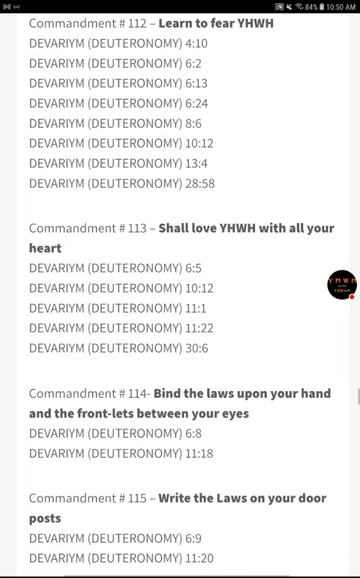 84% 10:50 AM
Commandment # 112 – Learn to fear YHWH
DEVARIYM (DEUTERONOMY) 4:10
DEVARIYM (DEUTERONOMY) 6:2
DEVARIYM (DEUTERONOMY) 6:13
DEVARIYM (DEUTERONOMY) 6:24
DEVARIYM (DEUTERONOMY) 8:6
DEVARIYM (DEUTERONOMY) 10:12
DEVARIYM (DEUTERONOMY) 13:4
DEVARIYM (DEUTERONOMY) 28:58
Commandment # 113 – Shall love YHWH with all your
heart
DEVARIYM (DEUTERONOMY) 6:5
DEVARIYM (DEUTERONOMY) 10:12
DEVARIYM (DEUTERONOMY) 11:1
DEVARIYM (DEUTERONOMY) 11:22
DEVARIYM (DEUTERONOMY) 30:6
Commandment # 114- Bind the laws upon your hand
and the front-lets between your eyes
DEVARIYM (DEUTERONOMY) 6:8
DEVARIYM (DEUTERONOMY) 11:18
Commandment # 115 – Write the Laws on your door
posts
DEVARIYM (DEUTERONOMY) 6:9
DEVARIYM (DEUTERONOMY) 11:20